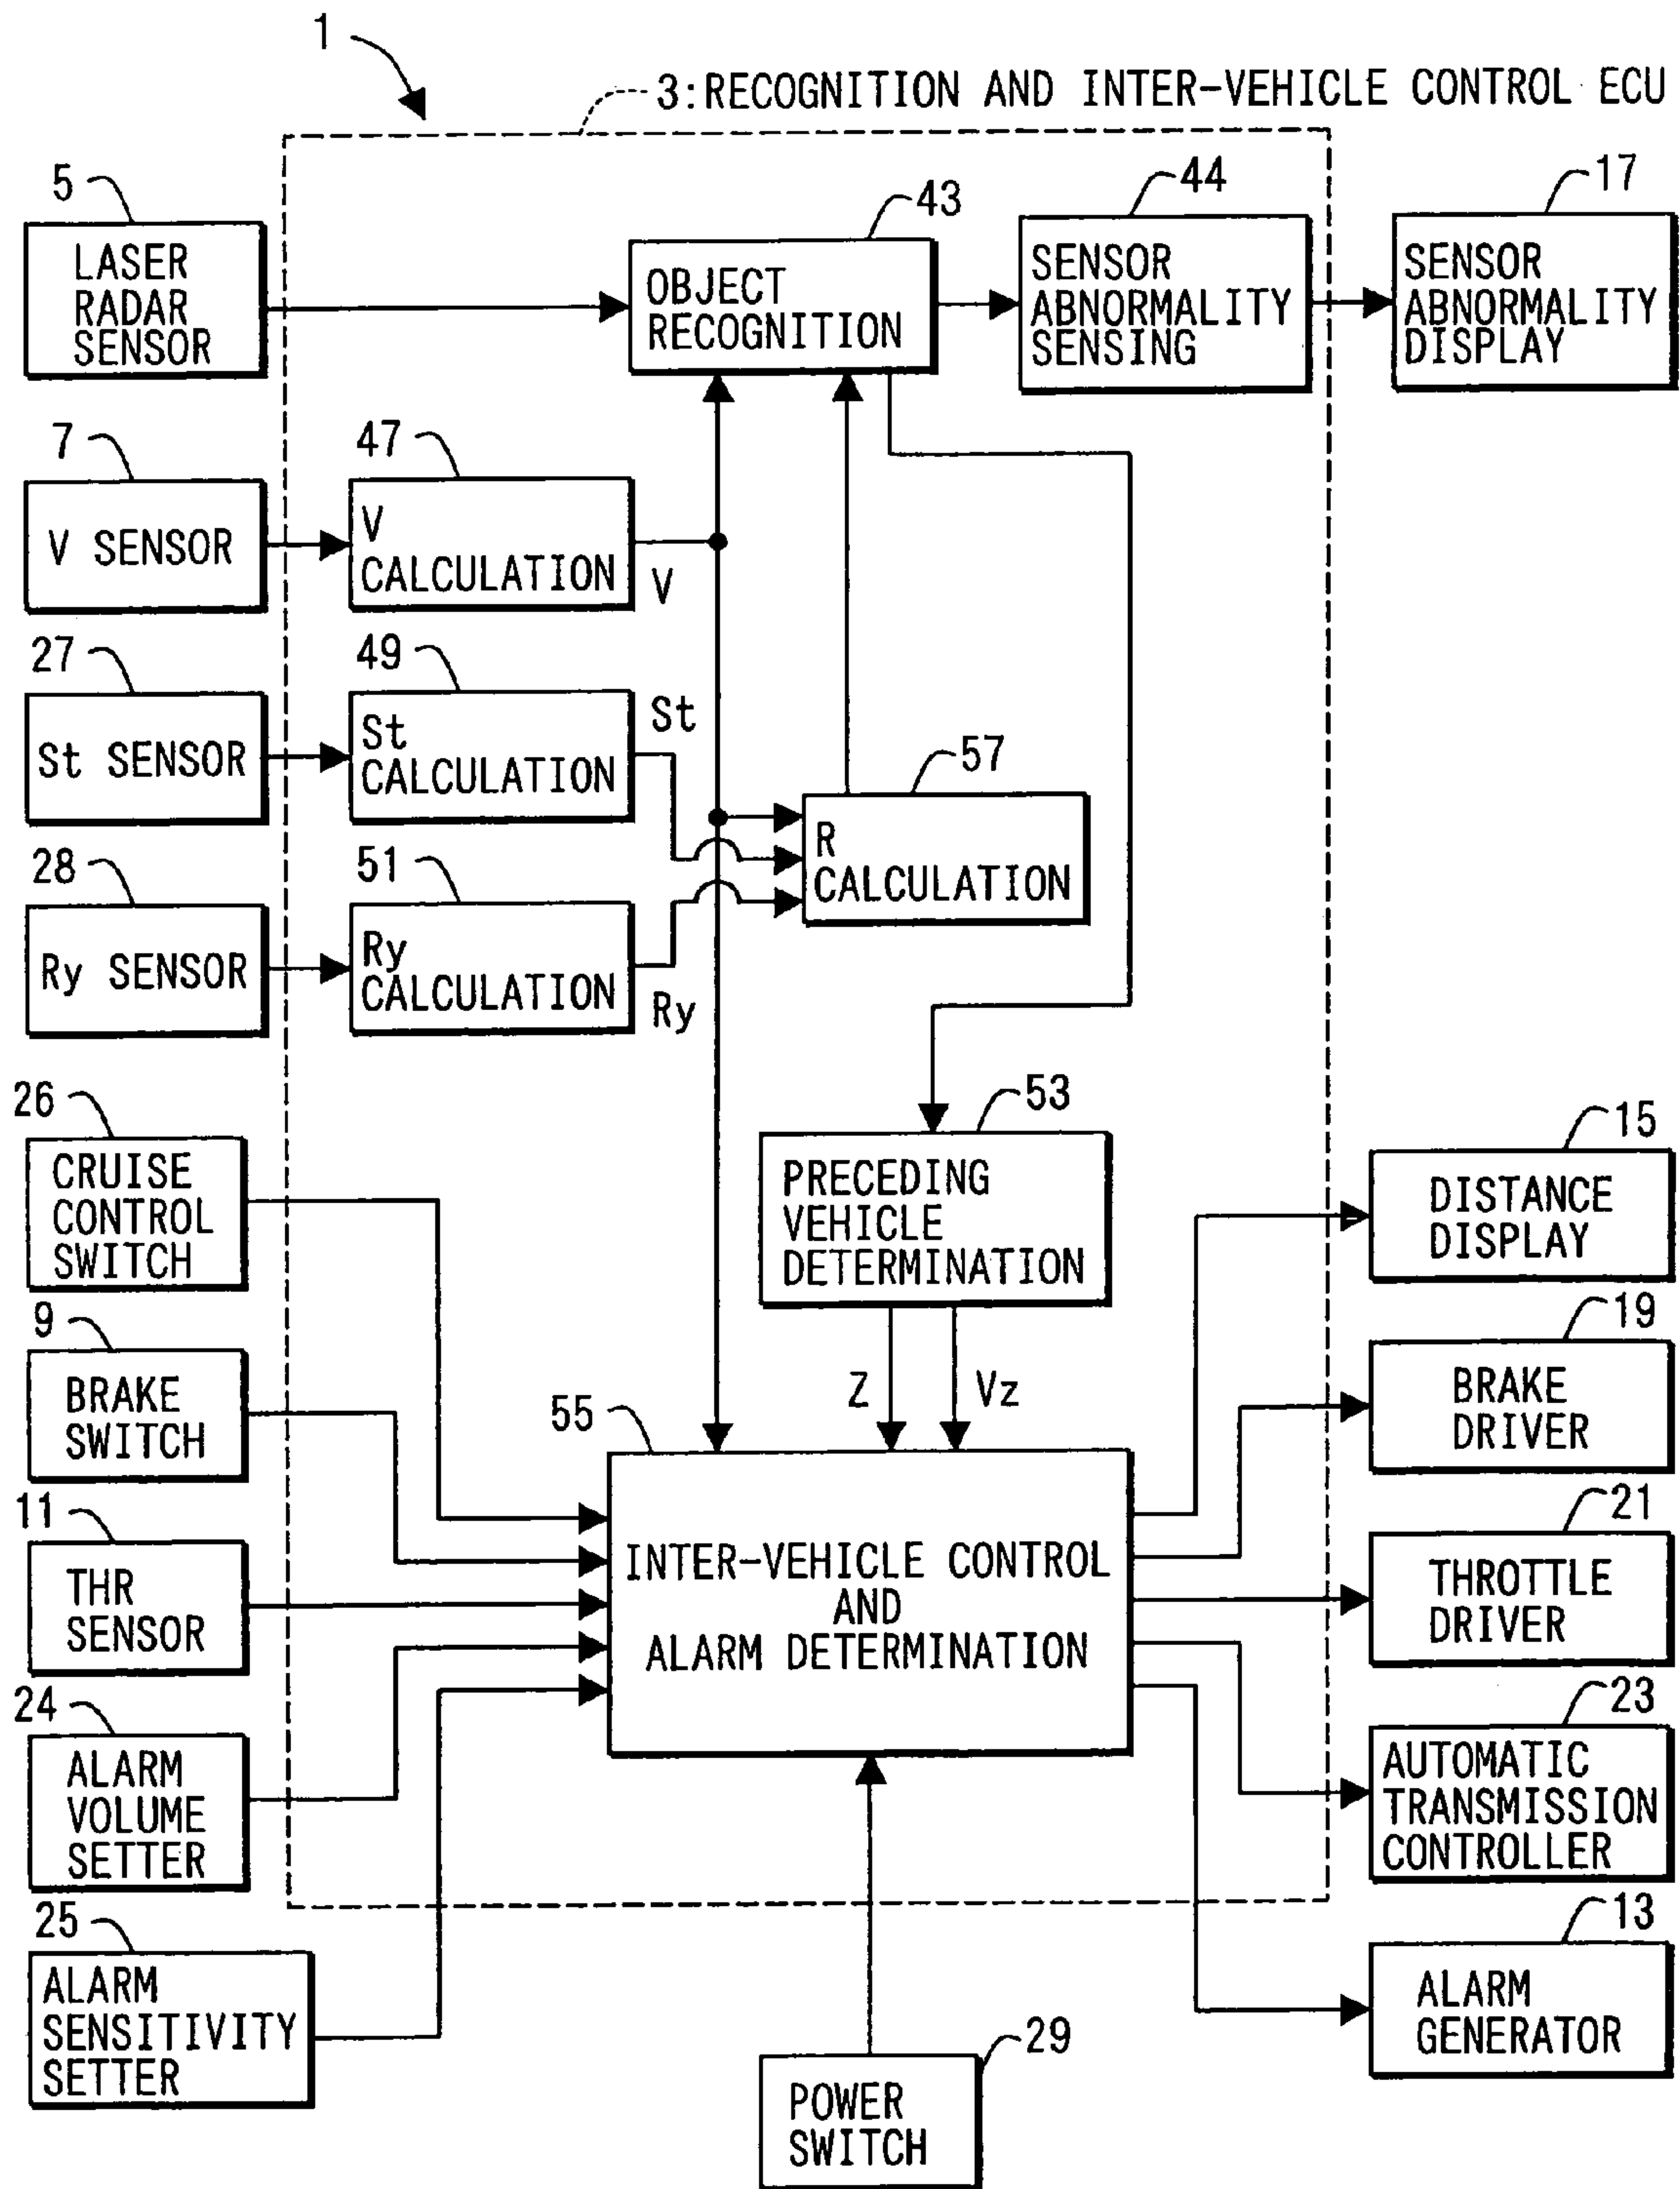 1
3:RECOGNITION AND INTER-VEHICLE CONTROL ECU
5
LASER
RADAR
SENSOR
43
OBJECT
RECOGNITION
44
SENSOR
ABNORMALITY
SENSING
17
SENSOR
ABNORMALITY
DISPLAY
7
V SENSOR
47
V
CALCULATION
V
27
St SENSOR
49
St
CALCULATION
St
57
R
CALCULATION
28
Ry SENSOR
51
Ry
CALCULATION
Ry
26
CRUISE
CONTROL
SWITCH
53
PRECEDING
VEHICLE
DETERMINATION
Z
Vz
15
DISTANCE
DISPLAY
9
BRAKE
SWITCH
19
BRAKE
DRIVER
55
INTER-VEHICLE CONTROL
AND
ALARM DETERMINATION
11
THR
SENSOR
21
THROTTLE
DRIVER
24
ALARM
VOLUME
SETTER
23
AUTOMATIC
TRANSMISSION
CONTROLLER
25
ALARM
SENSITIVITY
SETTER
13
ALARM
GENERATOR
29
POWER
SWITCH